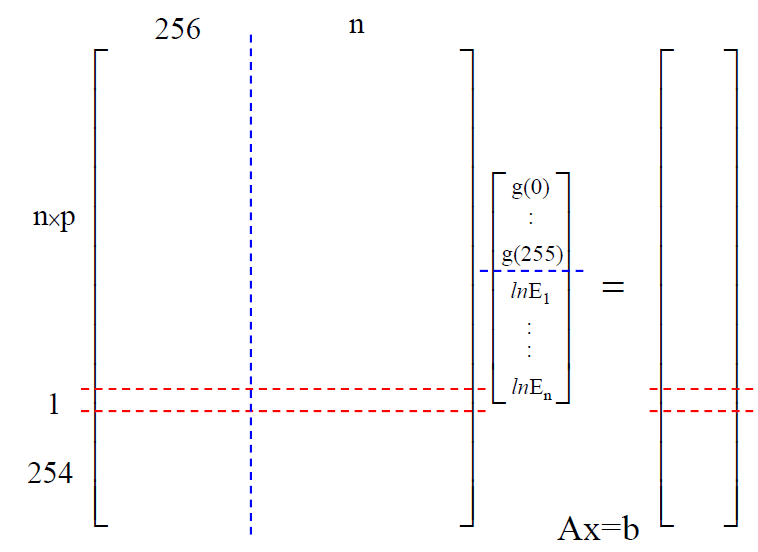 256 n
n×p
g(0)
:
g(255)
lnE1
:
:
lnEn
=
1
254
Ax=b